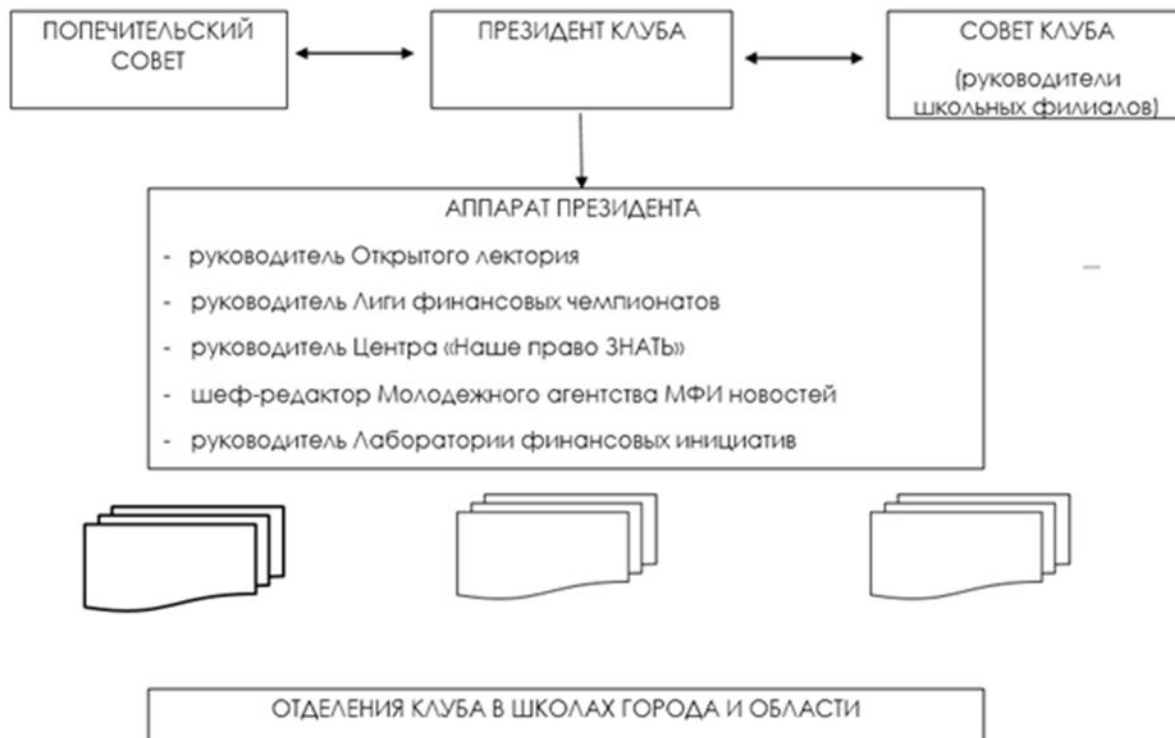 ПОПЕЧИТЕЛЬСКИЙ
СОВЕТ
ПРЕЗИДЕНТ КЛУБА
СОВЕТ КЛУБА
(руководители
школьных филиалов)
АППАРАТ ПРЕЗИДЕНТА
- руководитель Открытого лектория
- руководитель Лиги финансовых чемпионатов
- руководитель Центра «Наше право ЗНАТЬ»
- шеф-редактор Молодежного агентства МФИ новостей
- руководитель Лаборатории финансовых инициатив
ОТДЕЛЕНИЯ КЛУБА В ШКОЛАХ ГОРОДА И ОБЛАСТИ